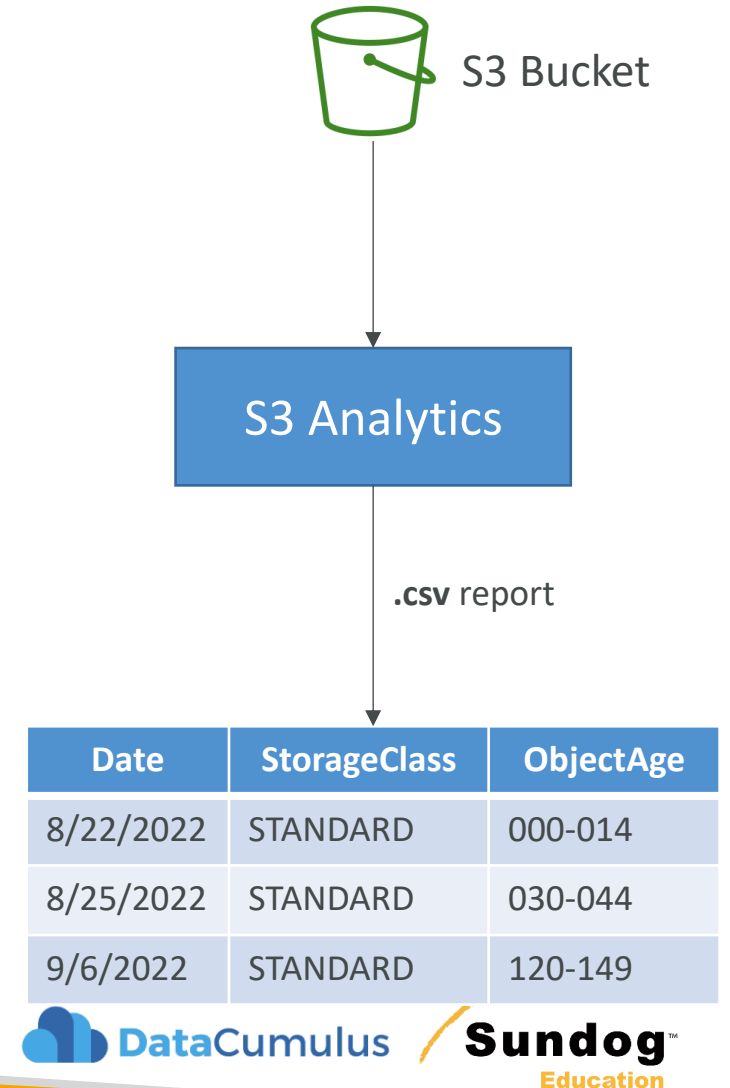 S3 Bucket
S3 Analytics
.csv report
Date StorageClass ObjectAge
8/22/2022 STANDARD 000-014
8/25/2022 STANDARD 030-044
9/6/2022 STANDARD 120-149
DataCumulus Sundog™
Education